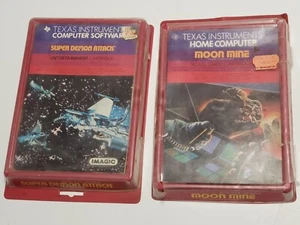 TEXAS INSTRUMENTS
COMPUTER SOFTWARE
SUPER DEMON ATTACK
ENTERTAINMENT
IMAGIC
SUPER DEMON ATTACK
TEXAS INSTRUMENTS
HOME COMPUTER
MOON MINE
MOON MINE